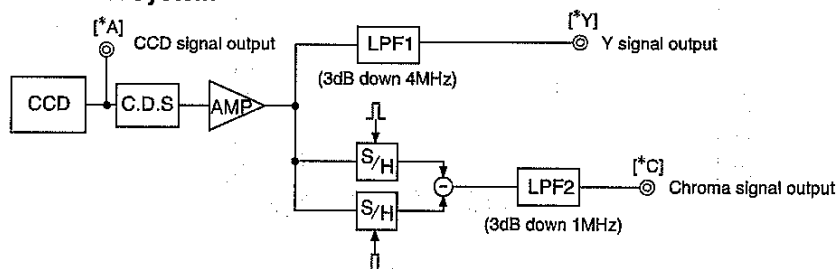 [*A]
CCD signal output
[*Y]
Y signal output
CCD
C.D.S
AMP
LPF1
(3dB down 4MHz)
S/H
S/H
LPF2
(3dB down 1MHz)
[*C]
Chroma signal output